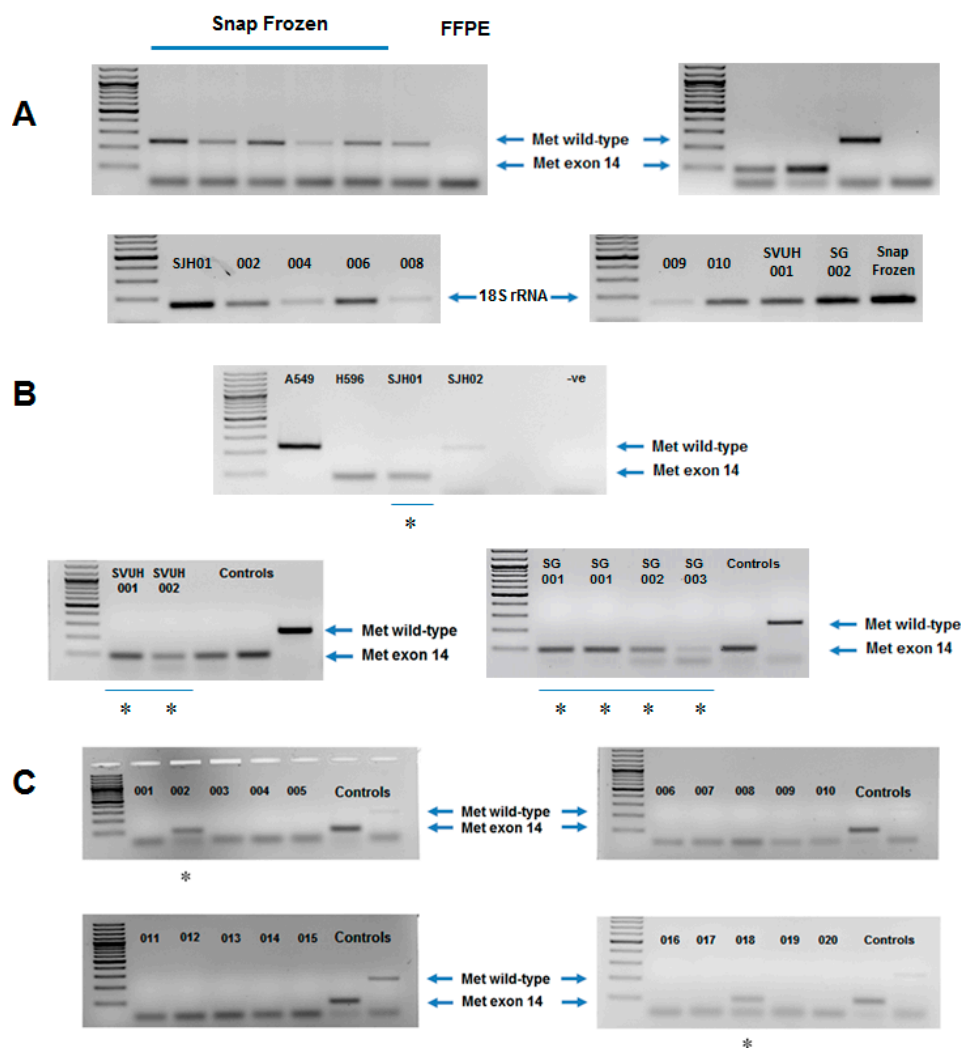 Snap Frozen
FFPE
A
Met wild-type
Met exon 14
SJH01 002 004 006 008
18S rRNA
009 010 SVUH 001 SG 002 Snap Frozen
B
A549 H596 SJH01 SJH02 -ve
Met wild-type
Met exon 14
*
SVUH 001 SVUH 002 Controls
Met wild-type
Met exon 14
* *
SG 001 SG 001 SG 002 SG 003 Controls
Met wild-type
Met exon 14
* * * *
C
001 002 003 004 005 Controls
Met wild-type
Met exon 14
006 007 008 009 010 Controls
*
011 012 013 014 015 Controls
Met wild-type
Met exon 14
016 017 018 019 020 Controls
*